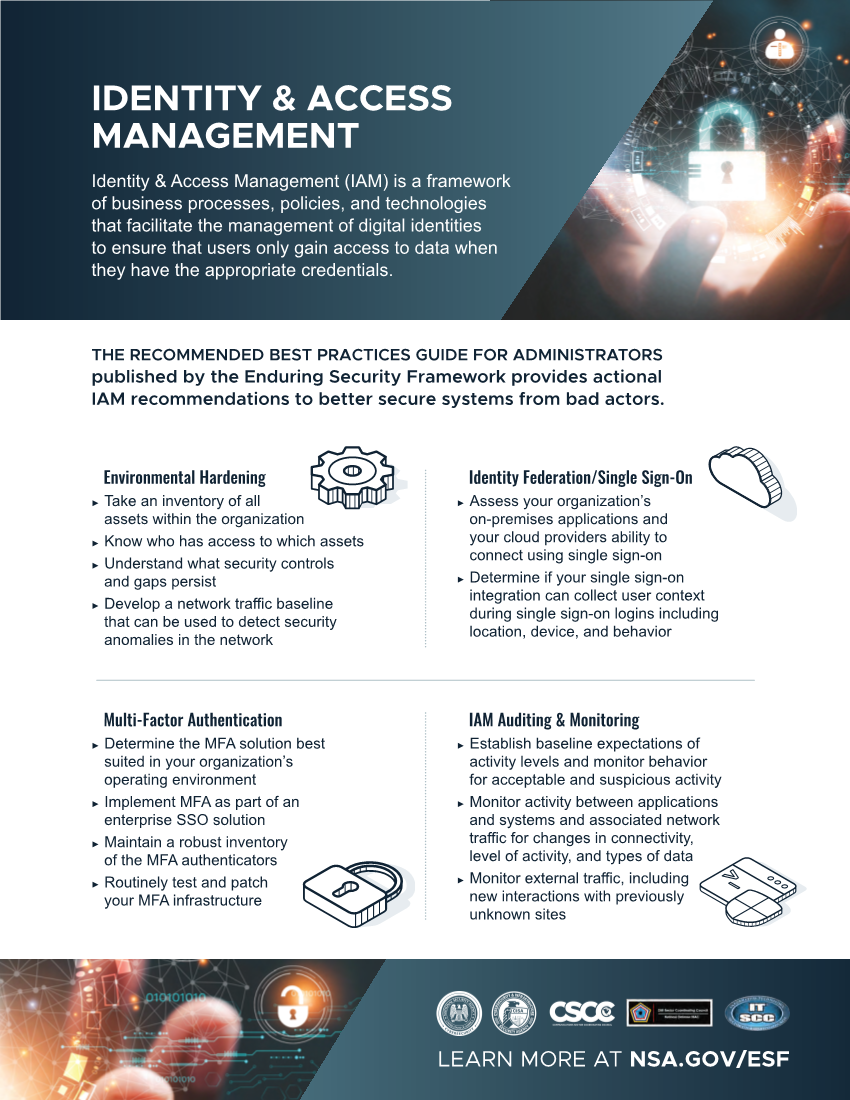 IDENTITY & ACCESS
MANAGEMENT
Identity & Access Management (IAM) is a framework
of business processes, policies, and technologies
that facilitate the management of digital identities
to ensure that users only gain access to data when
they have the appropriate credentials.
THE RECOMMENDED BEST PRACTICES GUIDE FOR ADMINISTRATORS
published by the Enduring Security Framework provides actional
IAM recommendations to better secure systems from bad actors.
Environmental Hardening
▸ Take an inventory of all
assets within the organization
▸ Know who has access to which assets
▸ Understand what security controls
and gaps persist
▸ Develop a network traffic baseline
that can be used to detect security
anomalies in the network
Identity Federation/Single Sign-On
▸ Assess your organization's
on-premises applications and
your cloud providers ability to
connect using single sign-on
▸ Determine if your single sign-on
integration can collect user context
during single sign-on logins including
location, device, and behavior
Multi-Factor Authentication
▸ Determine the MFA solution best
suited in your organization's
operating environment
▸ Implement MFA as part of an
enterprise SSO solution
▸ Maintain a robust inventory
of the MFA authenticators
▸ Routinely test and patch
your MFA infrastructure
IAM Auditing & Monitoring
▸ Establish baseline expectations of
activity levels and monitor behavior
for acceptable and suspicious activity
▸ Monitor activity between applications
and systems and associated network
traffic for changes in connectivity,
level of activity, and types of data
▸ Monitor external traffic, including
new interactions with previously
unknown sites
01010101
CSCC
IT
SCC
LEARN MORE AT NSA.GOV/ESF